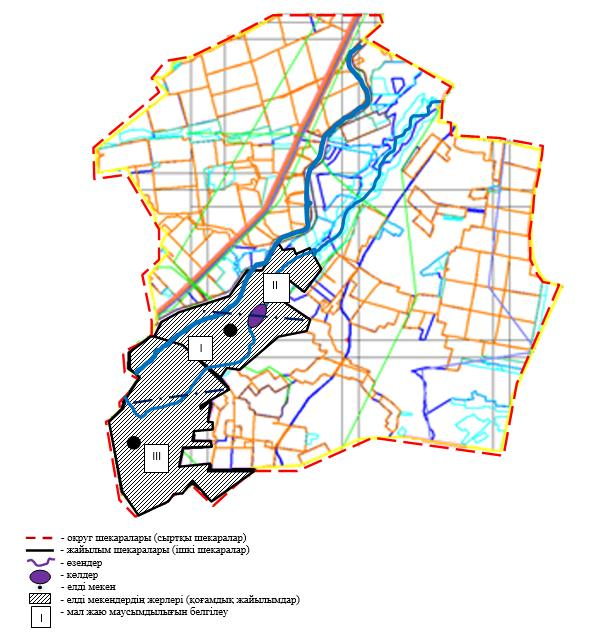 II
I
III
- округ шекаралары (сыртқы шекаралар)
- жайылым шекаралары (ішкі шекаралар)
- өзендер
- көлдер
- елді мекен
- елді мекендердің жерлері (қоғамдық жайылымдар)
I - мал жаю маусымдылығын белгілеу